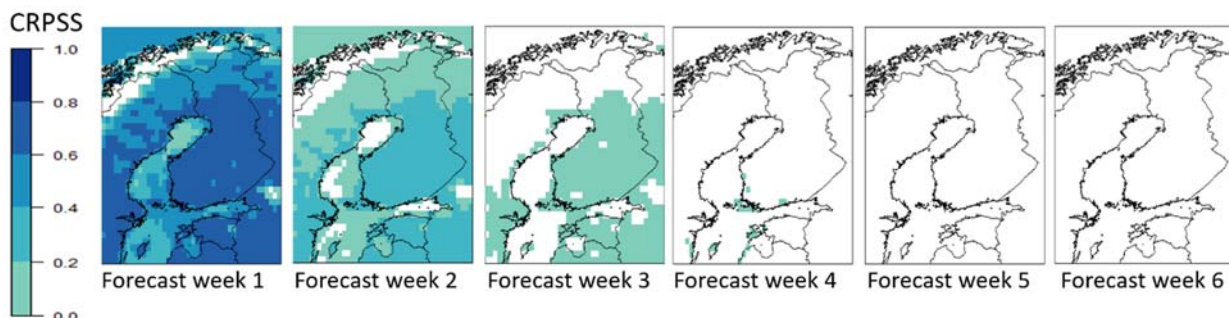 CRPSS
1.0
0.8
0.6
0.4
0.2
0.0
Forecast week 1
Forecast week 2
Forecast week 3
Forecast week 4
Forecast week 5
Forecast week 6